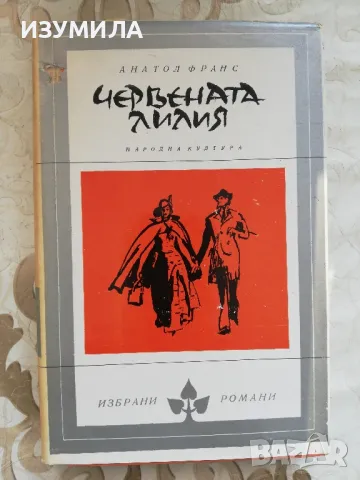 ИЗУМИЛА
АНАТОЛ ФРАНС
ЧЕРВЕНАТА
ЛИЛИЯ
НАРОДНА КУЛТУРА
ИЗБРАНИ РОМАНИ
BAZAR